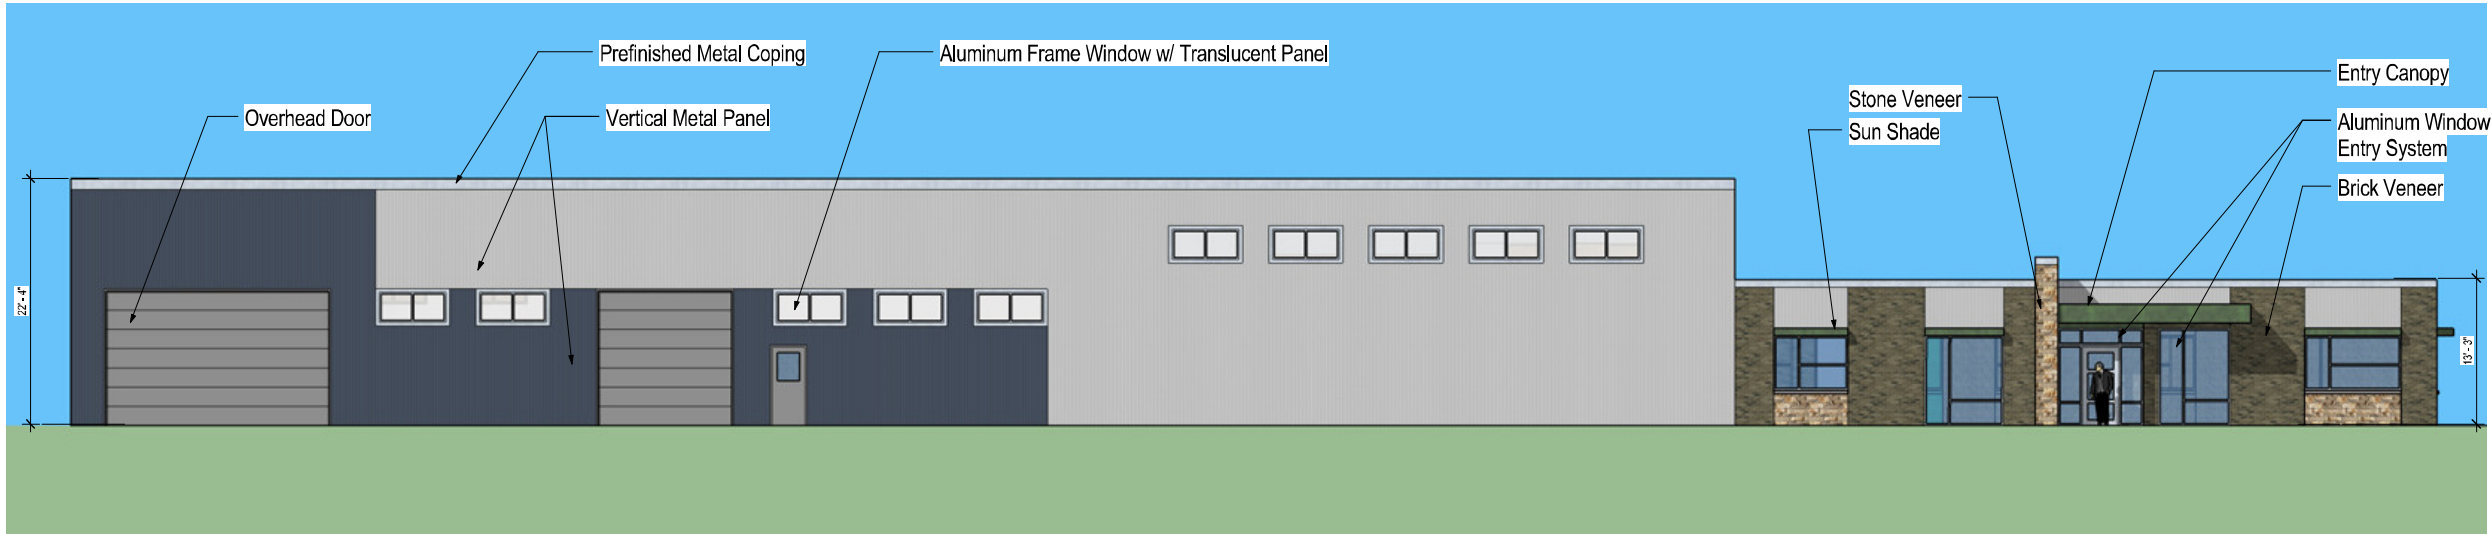 Prefinished Metal Coping
Aluminum Frame Window w/ Translucent Panel
Entry Canopy
Stone Veneer
Overhead Door
Vertical Metal Panel
Sun Shade
Aluminum Window
Entry System
Brick Veneer
22' - 4"
13' - 3"